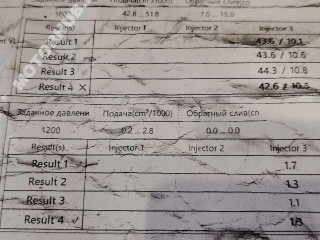 1800 42.8 ... 51.8 7.0 ... 15.0
Result(s) Injector 1 Injector 2 Injector 3
Result 1 ✓ 43.6 / 10.1
Result 2 43.6 / 10.6
Result 3 44.3 / 10.8
Result 4 × 42.6 / 10.5
Заданное давлени Подача(cm³/1000) Обратный слив(cm
1200 0.2 ... 2.8 0.0 ... 0.0
Result(s) Injector 1 Injector 2 Injector 3
Result 1 ✓ 1.7
Result 2 1.3
Result 3 1.1
Result 4 ✓ 1.3